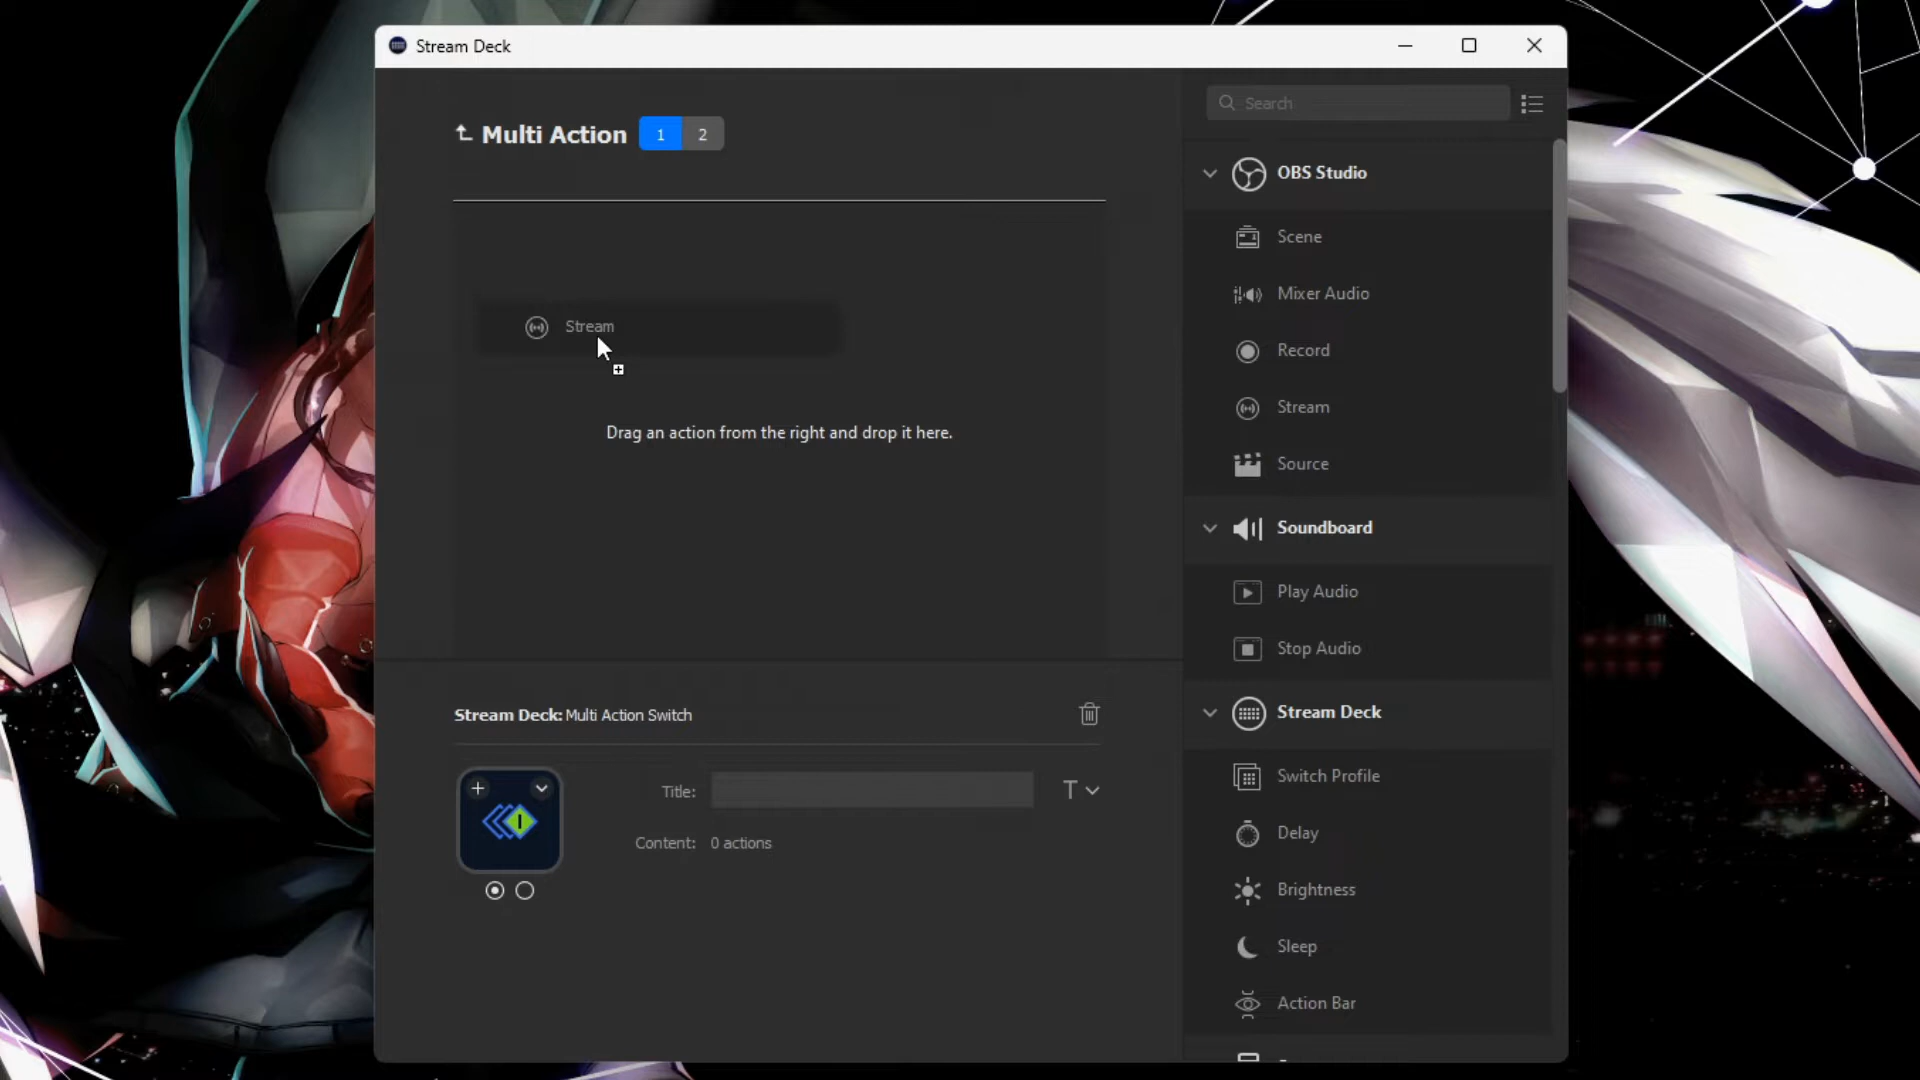 Stream Deck
Multi Action 1 2
Stream
Drag an action from the right and drop it here.
Stream Deck: Multi Action Switch
Title:
T
Content: 0 actions
Search
OBS Studio
Scene
Mixer Audio
Record
Stream
Source
Soundboard
Play Audio
Stop Audio
Stream Deck
Switch Profile
Delay
Brightness
Sleep
Action Bar